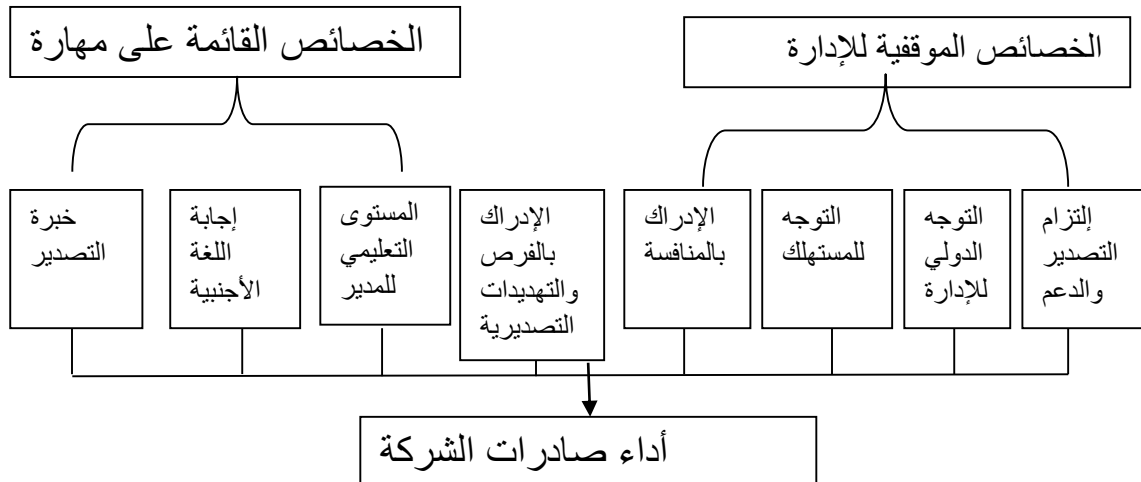 الخصائص الموقفية للإدارة
الخصائص القائمة على مهارة
إلتزام
التصدير
والدعم
التوجه
الدولي
للإدارة
التوجه
للمستهلك
الإدراك
بالمنافسة
الإدراك
بالفرص
والتهديدات
التصديرية
المستوى
التعليمي
للمدير
إجابة
اللغة
الأجنبية
خبرة
التصدير
أداء صادرات الشركة